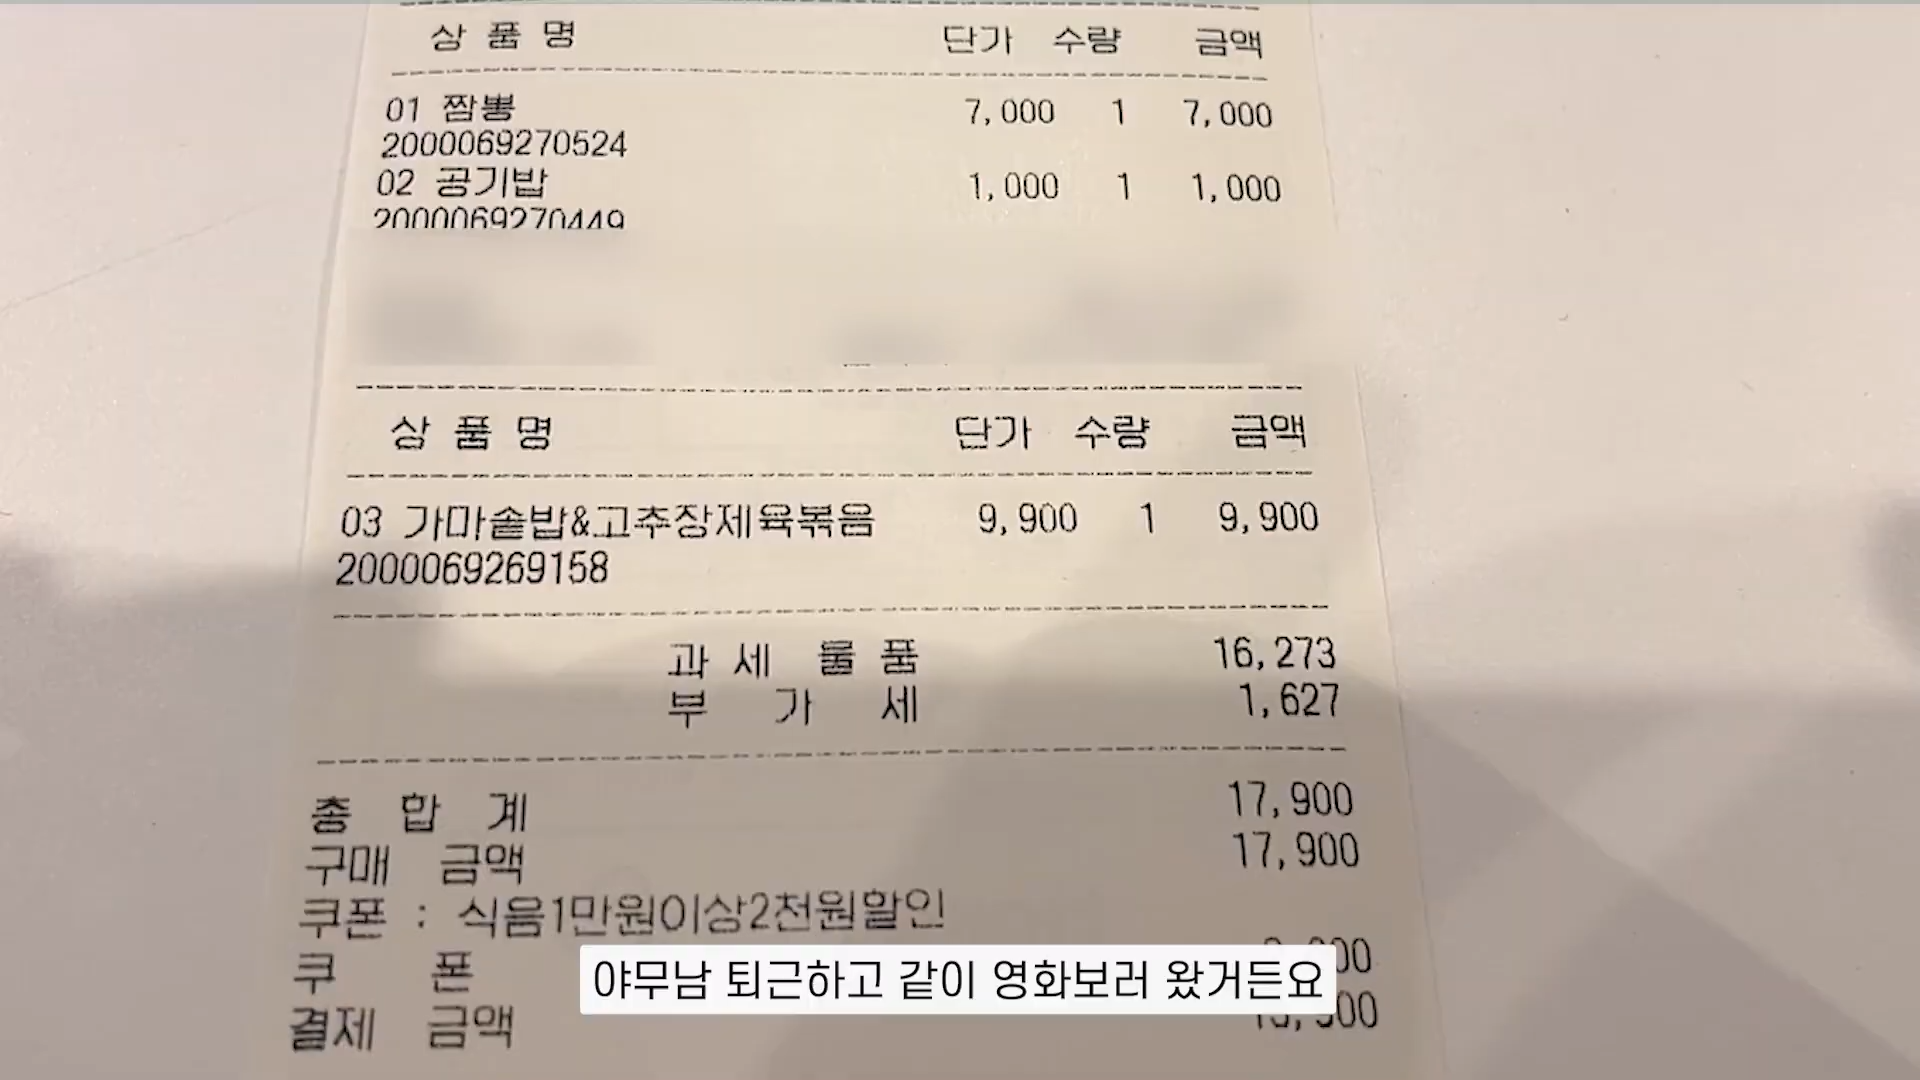 상 품 명 단가 수량 금액
01 짬뽕 7,000 1 7,000
2000069270524
02 공기밥 1,000 1 1,000
2000069270449
상 품 명 단가 수량 금액
03 가마솥밥&고추장제육볶음 9,900 1 9,900
2000069269158
과 세 물 품 16,273
부 가 세 1,627
총 합 계 17,900
구매 금액 17,900
쿠폰 : 식음1만원이상2천원할인
쿠 폰
결제 금액
야무남 퇴근하고 같이 영화보러 왔거든요